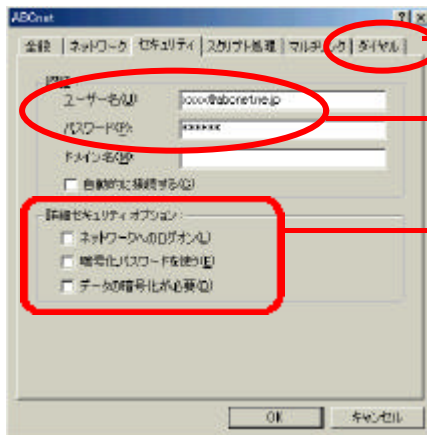 ABCnet
全般 ネットワーク セキュリティ スクリプト処理 マルチリンク ダイヤル
認証
ユーザー名(U): xxxx@abcnet.ne.jp
パスワード(P): ******
ドメイン名(M):
自動的に接続する(C)
詳細セキュリティ オプション:
ネットワークへのログオン(L)
暗号化パスワードを使う(E)
データの暗号化が必要(D)
OK キャンセル